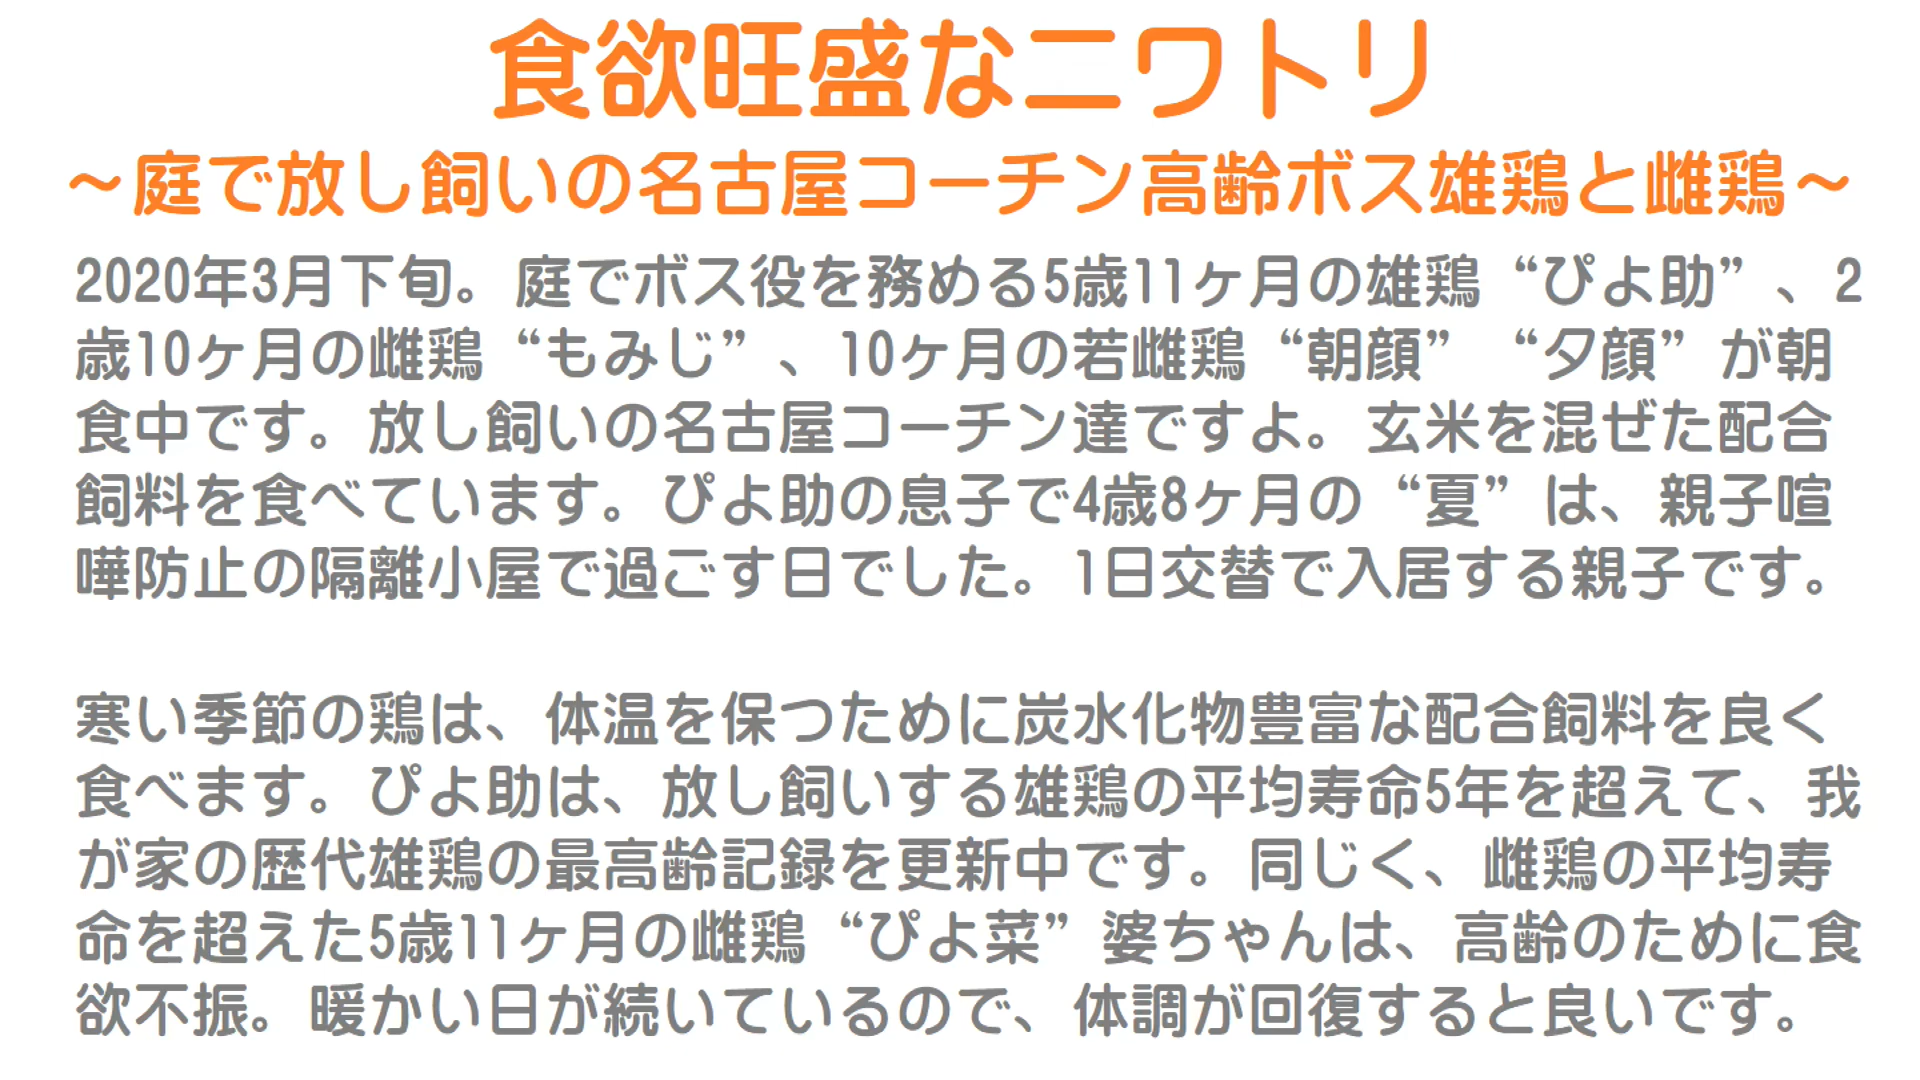 食欲旺盛なニワトリ
～庭で放し飼いの名古屋コーチン高齢ボス雄鶏と雌鶏～
2020年3月下旬。庭でボス役を務める5歳11ヶ月の雄鶏“ぴよ助”、2
歳10ヶ月の雌鶏“もみじ”、10ヶ月の若雌鶏“朝顔”“夕顔”が朝
食中です。放し飼いの名古屋コーチン達ですよ。玄米を混ぜた配合
飼料を食べています。ぴよ助の息子で4歳8ヶ月の“夏”は、親子喧
嘩防止の隔離小屋で過ごす日でした。1日交替で入居する親子です。
寒い季節の鶏は、体温を保つために炭水化物豊富な配合飼料を良く
食べます。ぴよ助は、放し飼いする雄鶏の平均寿命5年を超えて、我
が家の歴代雄鶏の最高齢記録を更新中です。同じく、雌鶏の平均寿
命を超えた5歳11ヶ月の雌鶏“ぴよ菜”婆ちゃんは、高齢のために食
欲不振。暖かい日が続いているので、体調が回復すると良いです。